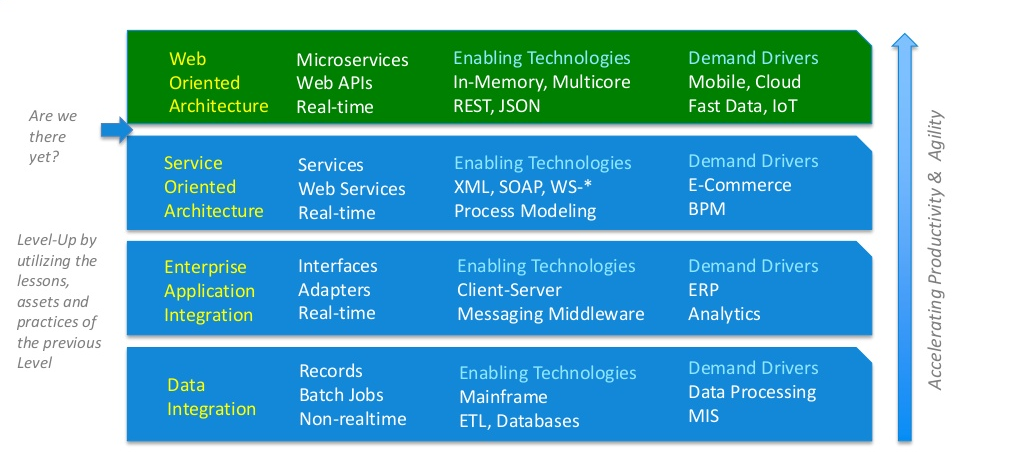 Web
Oriented
Architecture
Microservices
Web APIs
Real-time
Enabling Technologies
In-Memory, Multicore
REST, JSON
Demand Drivers
Mobile, Cloud
Fast Data, IoT
Are we
there
yet?
Service
Oriented
Architecture
Services
Web Services
Real-time
Enabling Technologies
XML, SOAP, WS-*
Process Modeling
Demand Drivers
E-Commerce
BPM
Level-Up by
utilizing the
lessons,
assets and
practices of
the previous
Level
Enterprise
Application
Integration
Interfaces
Adapters
Real-time
Enabling Technologies
Client-Server
Messaging Middleware
Demand Drivers
ERP
Analytics
Data
Integration
Records
Batch Jobs
Non-realtime
Enabling Technologies
Mainframe
ETL, Databases
Demand Drivers
Data Processing
MIS
Accelerating Productivity & Agility